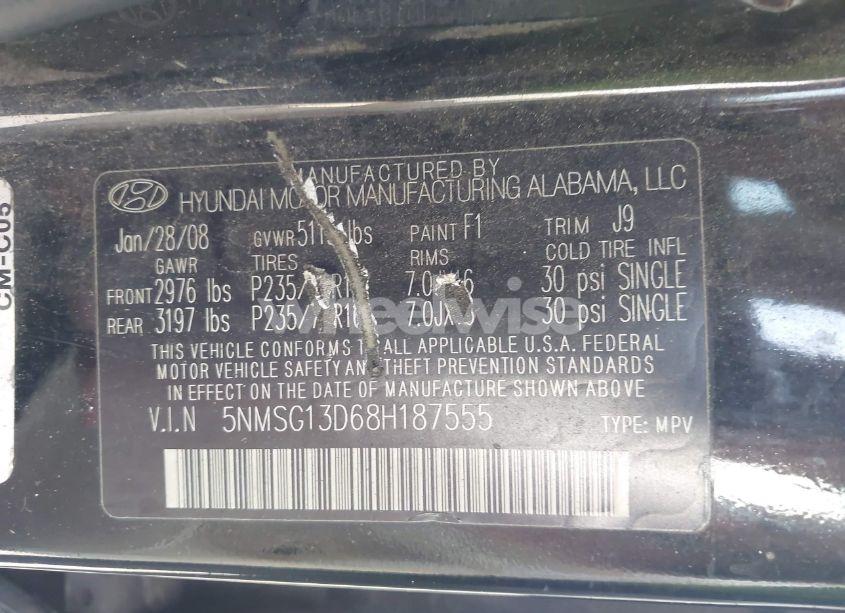 MANUFACTURED BY
HYUNDAI MOTOR MANUFACTURING ALABAMA, LLC
Jan/28/08 GVWR lbs PAINT F1 TRIM J9
GAWR TIRES RIMS COLD TIRE INFL
FRONT 2976 lbs 30 psi SINGLE
REAR 3197 lbs 30 psi SINGLE
THIS VEHICLE CONFORMS TO ALL APPLICABLE U.S.A. FEDERAL
MOTOR VEHICLE SAFETY AND THEFT PREVENTION STANDARDS
IN EFFECT ON THE DATE OF MANUFACTURE SHOWN ABOVE
V.I.N 5NMSG13D68H187555 TYPE: MPV
CM-C05